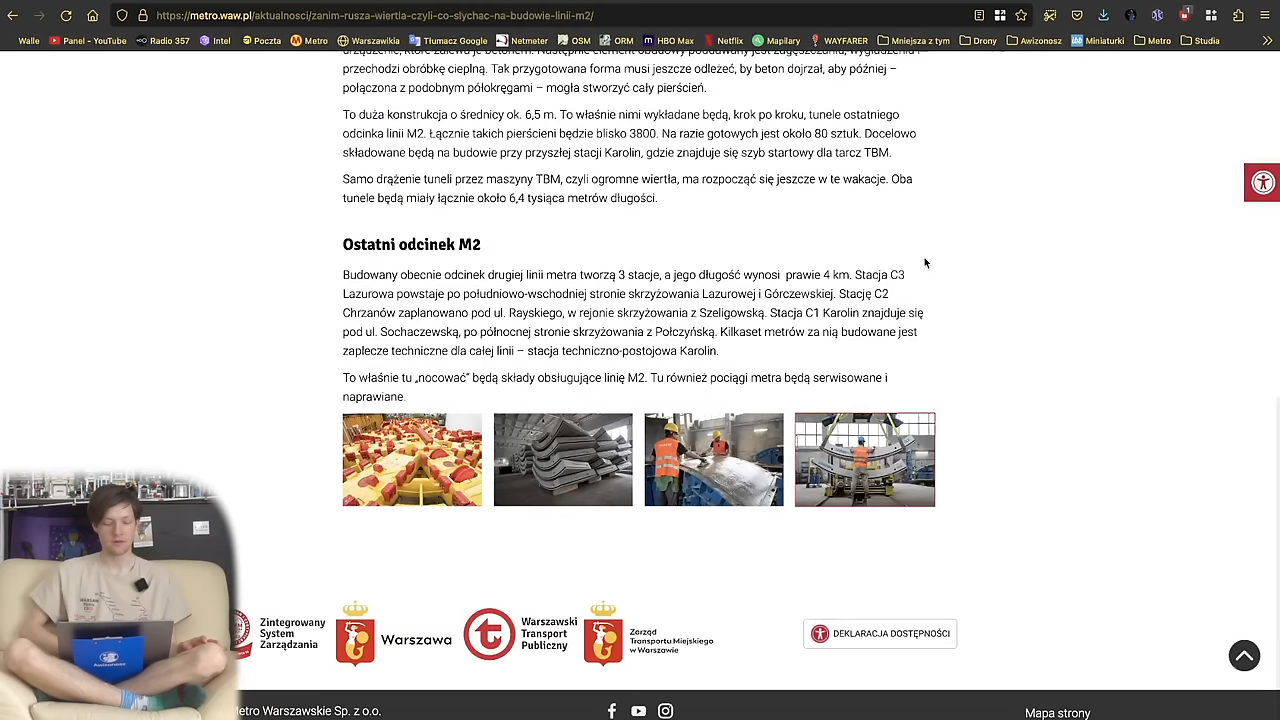 https://metro.waw.pl/aktualnosci/zanim-rusza-wiertla-czyli-co-slychac-na-budowie-linii-m2/
Walle Panel - YouTube Radio 357 Intel Poczta Metro Warszawikia Tłumacz Google Netmeter OSM ORM HBO Max Netflix Mapilary WAYFARER Mniejsza z tym Drony Awizonosz Miniaturki Metro Studia
przechodzi obróbkę cieplną. Tak przygotowana forma musi jeszcze odleżeć, by beton dojrzał, aby później –
połączona z podobnym półokręgami – mogła stworzyć cały pierścień.
To duża konstrukcja o średnicy ok. 6,5 m. To właśnie nimi wykładane będą, krok po kroku, tunele ostatniego
odcinka linii M2. Łącznie takich pierścieni będzie blisko 3800. Na razie gotowych jest około 80 sztuk. Docelowo
składowane będą na budowie przy przyszłej stacji Karolin, gdzie znajduje się szyb startowy dla tarcz TBM.
Samo drążenie tuneli przez maszyny TBM, czyli ogromne wiertła, ma rozpocząć się jeszcze w te wakacje. Oba
tunele będą miały łącznie około 6,4 tysiąca metrów długości.
Ostatni odcinek M2
Budowany obecnie odcinek drugiej linii metra tworzą 3 stacje, a jego długość wynosi prawie 4 km. Stacja C3
Lazurowa powstaje po południowo-wschodniej stronie skrzyżowania Lazurowej i Górczewskiej. Stację C2
Chrzanów zaplanowano pod ul. Rayskiego, w rejonie skrzyżowania z Szeligowską. Stacja C1 Karolin znajduje się
pod ul. Sochaczewską, po północnej stronie skrzyżowania z Połczyńską. Kilkaset metrów za nią budowane jest
zaplecze techniczne dla całej linii – stacja techniczno-postojowa Karolin.
To właśnie tu „nocować” będą składy obsługujące linię M2. Tu również pociągi metra będą serwisowane i
naprawiane.
Zintegrowany
System
Zarządzania
Warszawa
Warszawski
Transport
Publiczny
Zarząd
Transportu Miejskiego
w Warszawie
DEKLARACJA DOSTĘPNOŚCI
Awizonosz
etro Warszawskie Sp. z o.o.
Mapa strony